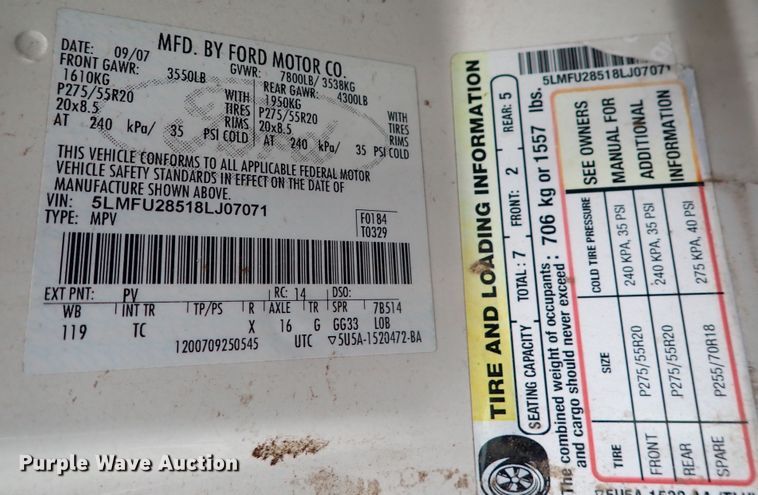 MFD. BY FORD MOTOR CO.
DATE: 09/07 GVWR: 7800LB/ 3538KG
FRONT GAWR: 3550LB REAR GAWR: 4300LB
1610KG 1950KG WITH
P275/55R20 WITH P275/55R20 TIRES
20x8.5 TIRES RIMS 20x8.5 RIMS
AT 240 kPa/ 35 PSI COLD AT 240 kPa/ 35 PSI COLD
THIS VEHICLE CONFORMS TO ALL APPLICABLE FEDERAL MOTOR
VEHICLE SAFETY STANDARDS IN EFFECT ON THE DATE OF
MANUFACTURE SHOWN ABOVE.
VIN: 5LMFU28518LJ07071
TYPE: MPV
F0184
T0329
EXT PNT: PV RC: 14 DSO:
WB INT TR TP/PS R AXLE TR SPR 7B514
119 TC X 16 G GG33 LOB
1200709250545 UTC ▽5U5A-1520472-BA
5LMFU28518LJ07071
TIRE AND LOADING INFORMATION
SEATING CAPACITY TOTAL: 7 FRONT: 2 REAR: 5
The combined weight of occupants and cargo should never exceed: 706 kg or 1557 lbs.
TIRE SIZE COLD TIRE PRESSURE
FRONT P275/55R20 240 KPA, 35 PSI
REAR P275/55R20 240 KPA, 35 PSI
SPARE P255/70R18 275 KPA, 40 PSI
SEE OWNERS
MANUAL FOR
ADDITIONAL
INFORMATION
Purple Wave Auction